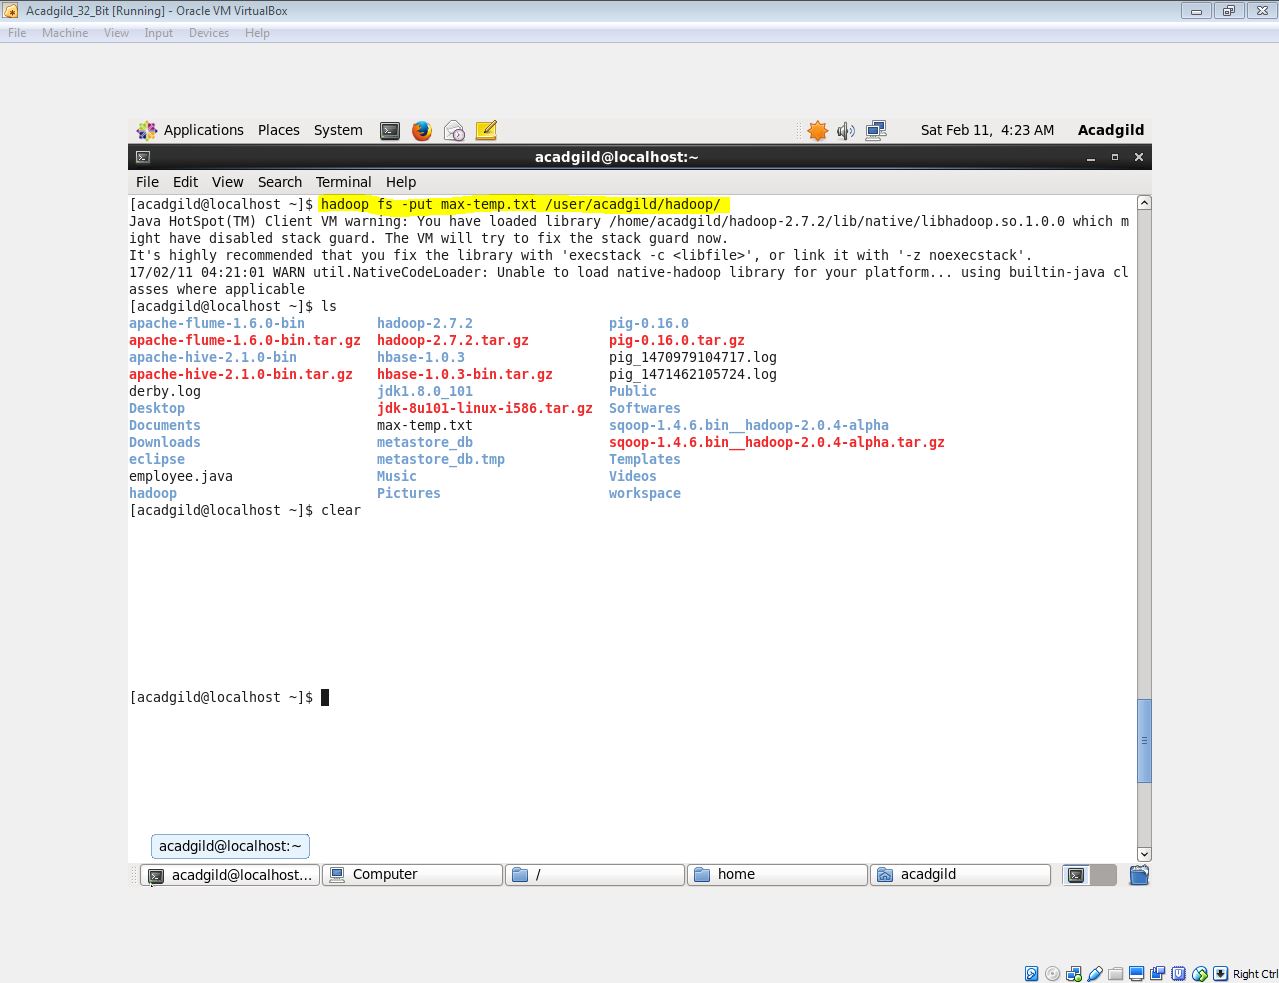 Acadgild_32_Bit [Running] - Oracle VM VirtualBox
File Machine View Input Devices Help
Applications Places System Sat Feb 11, 4:23 AM Acadgild
acadgild@localhost:~
File Edit View Search Terminal Help
[acadgild@localhost ~]$ hadoop fs -put max-temp.txt /user/acadgild/hadoop/
Java HotSpot(TM) Client VM warning: You have loaded library /home/acadgild/hadoop-2.7.2/lib/native/libhadoop.so.1.0.0 which m
ight have disabled stack guard. The VM will try to fix the stack guard now.
It's highly recommended that you fix the library with 'execstack -c <libfile>', or link it with '-z noexecstack'.
17/02/11 04:21:01 WARN util.NativeCodeLoader: Unable to load native-hadoop library for your platform... using builtin-java cl
asses where applicable
[acadgild@localhost ~]$ ls
apache-flume-1.6.0-bin hadoop-2.7.2 pig-0.16.0
apache-flume-1.6.0-bin.tar.gz hadoop-2.7.2.tar.gz pig-0.16.0.tar.gz
apache-hive-2.1.0-bin hbase-1.0.3 pig_1470979104717.log
apache-hive-2.1.0-bin.tar.gz hbase-1.0.3-bin.tar.gz pig_1471462105724.log
derby.log jdk1.8.0_101 Public
Desktop jdk-8u101-linux-i586.tar.gz Softwares
Documents max-temp.txt sqoop-1.4.6.bin__hadoop-2.0.4-alpha
Downloads metastore_db sqoop-1.4.6.bin__hadoop-2.0.4-alpha.tar.gz
eclipse metastore_db.tmp Templates
employee.java Music Videos
hadoop Pictures workspace
[acadgild@localhost ~]$ clear
[acadgild@localhost ~]$
acadgild@localhost:~
acadgild@localhost... Computer / home acadgild
Right Ctrl